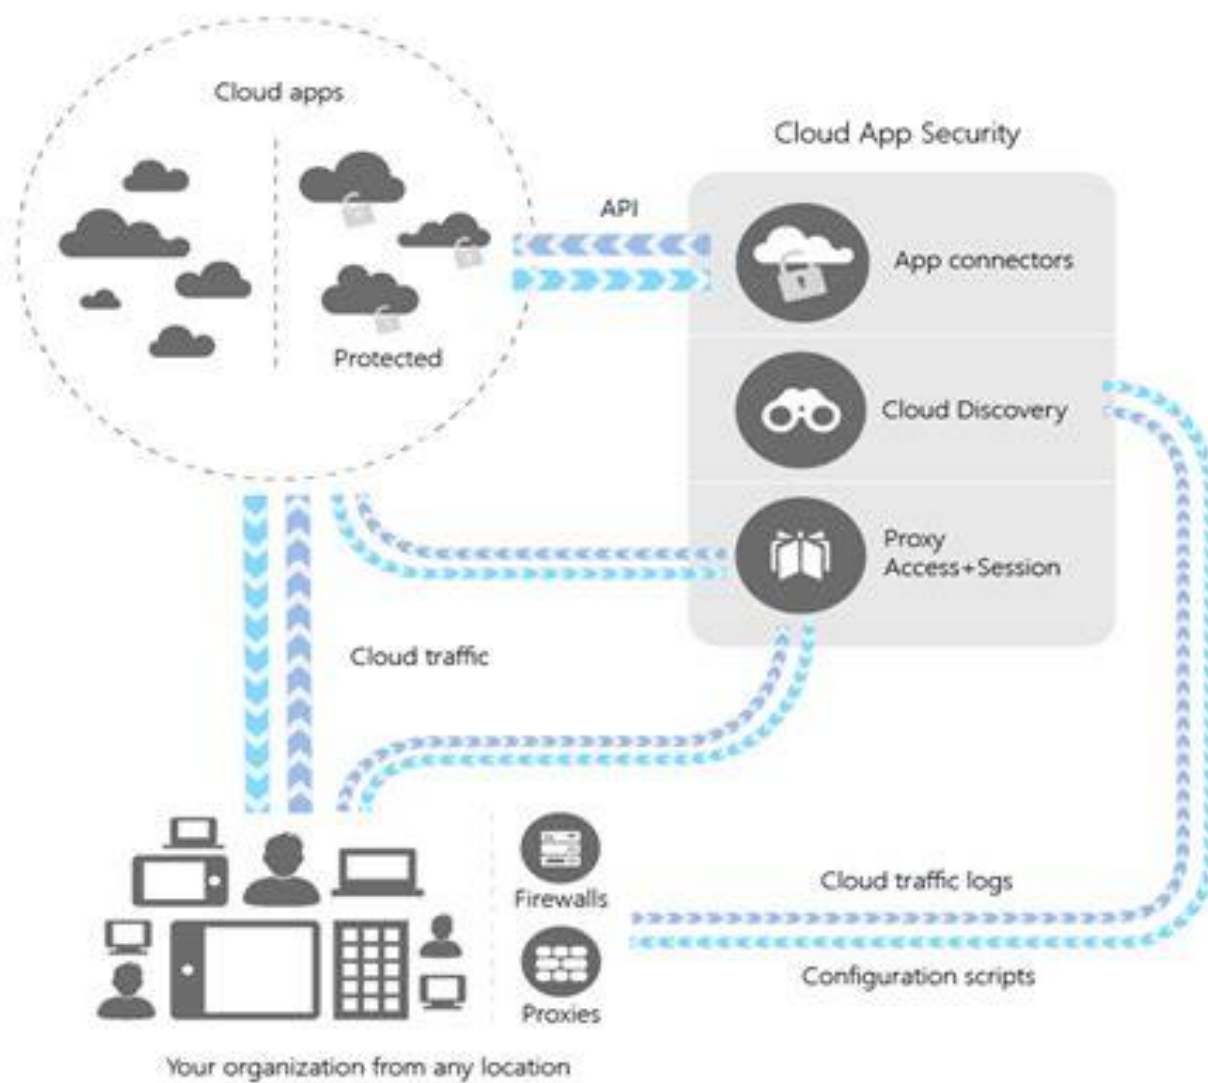 Cloud apps
Protected
Cloud App Security
API
App connectors
Cloud Discovery
Proxy
Access+Session
Cloud traffic
Firewalls
Proxies
Cloud traffic logs
Configuration scripts
Your organization from any location